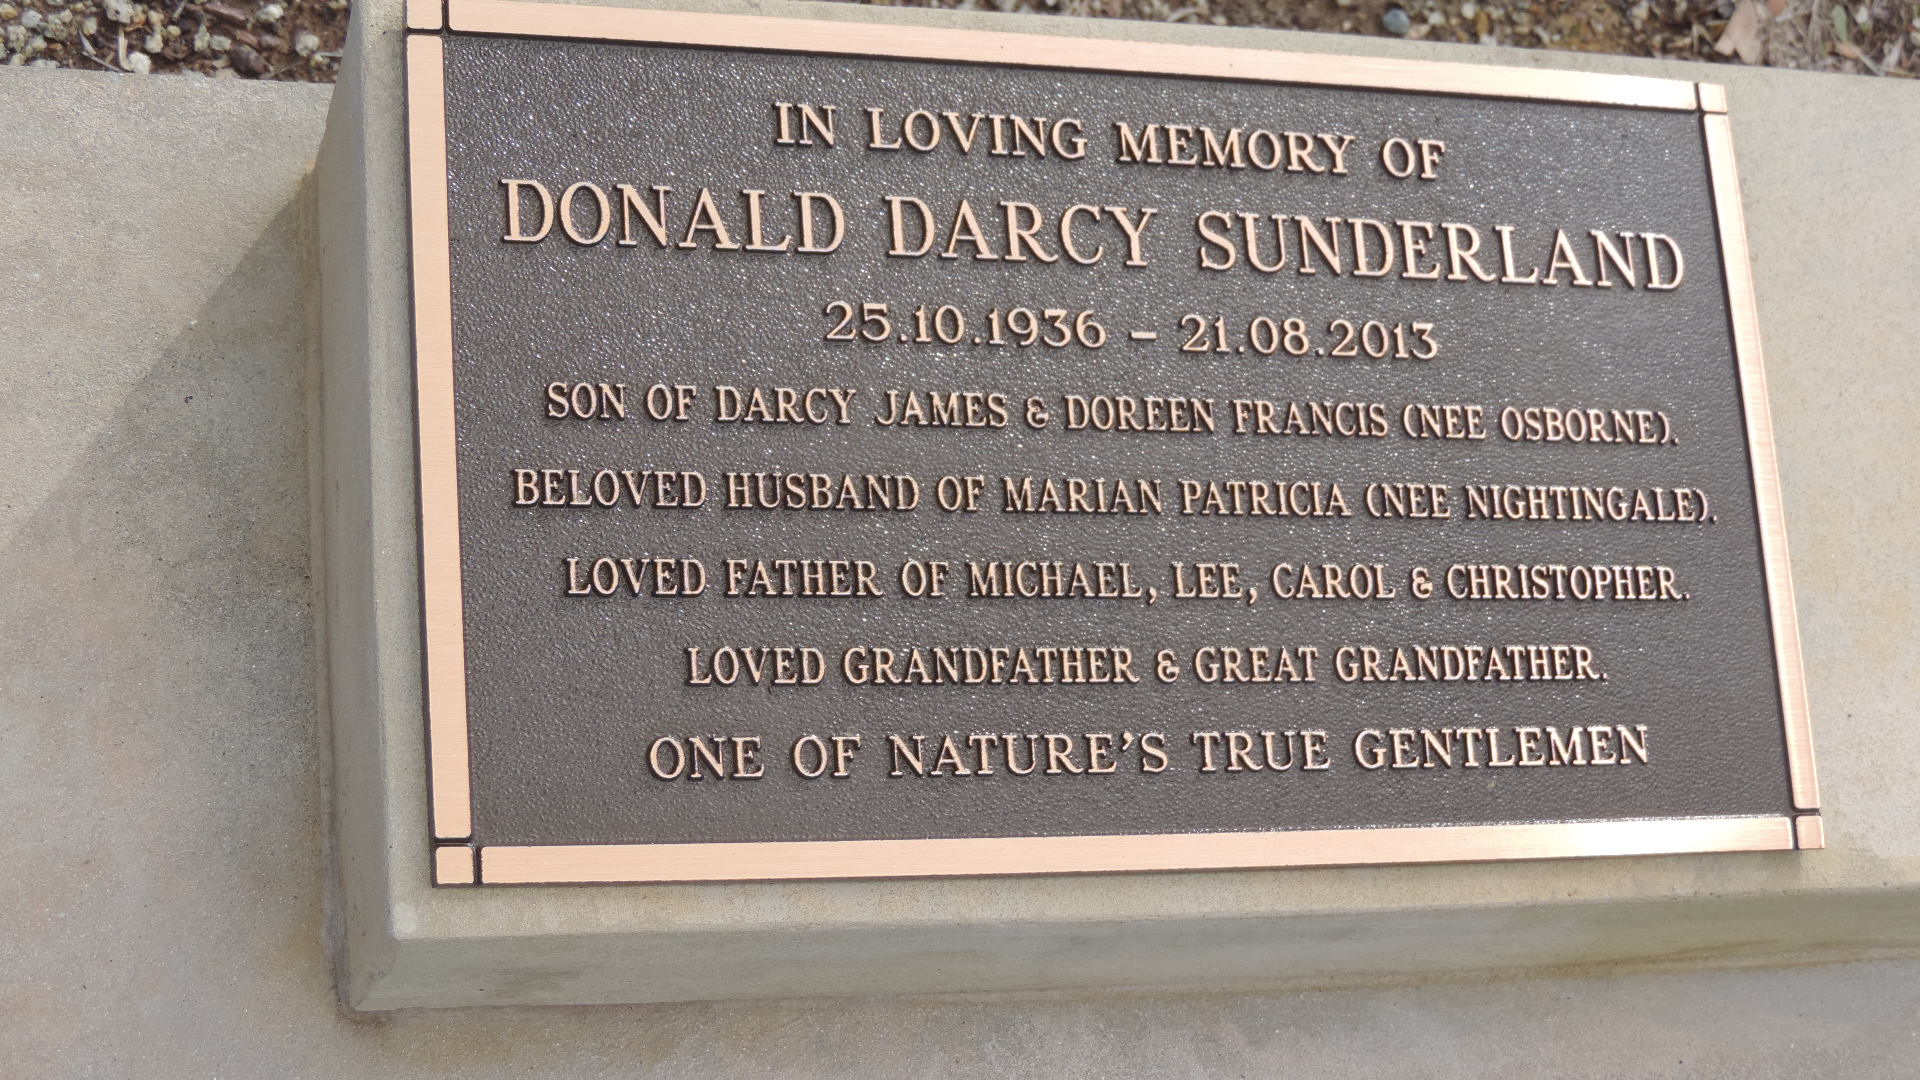 IN LOVING MEMORY OF
DONALD DARCY SUNDERLAND
25.10.1936 – 21.08.2013
SON OF DARCY JAMES & DOREEN FRANCIS (NEE OSBORNE).
BELOVED HUSBAND OF MARIAN PATRICIA (NEE NIGHTINGALE).
LOVED FATHER OF MICHAEL, LEE, CAROL & CHRISTOPHER.
LOVED GRANDFATHER & GREAT GRANDFATHER.
ONE OF NATURE'S TRUE GENTLEMEN